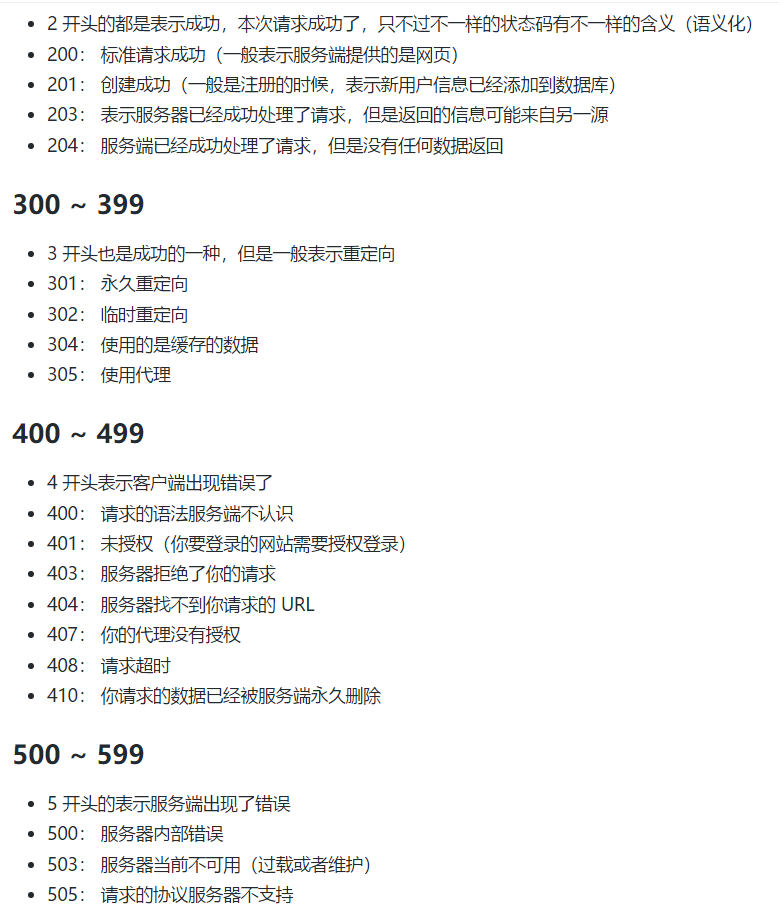 2 开头的都是表示成功，本次请求成功了，只不过不一样的状态码有不一样的含义（语义化）
200： 标准请求成功（一般表示服务端提供的是网页）
201： 创建成功（一般是注册的时候，表示新用户信息已经添加到数据库）
203： 表示服务器已经成功处理了请求，但是返回的信息可能来自另一源
204： 服务端已经成功处理了请求，但是没有任何数据返回
300 ~ 399
3 开头也是成功的一种，但是一般表示重定向
301： 永久重定向
302： 临时重定向
304： 使用的是缓存的数据
305： 使用代理
400 ~ 499
4 开头表示客户端出现错误了
400： 请求的语法服务端不认识
401： 未授权（你要登录的网站需要授权登录）
403： 服务器拒绝了你的请求
404： 服务器找不到你请求的 URL
407： 你的代理没有授权
408： 请求超时
410： 你请求的数据已经被服务端永久删除
500 ~ 599
5 开头的表示服务端出现了错误
500： 服务器内部错误
503： 服务器当前不可用（过载或者维护）
505： 请求的协议服务器不支持